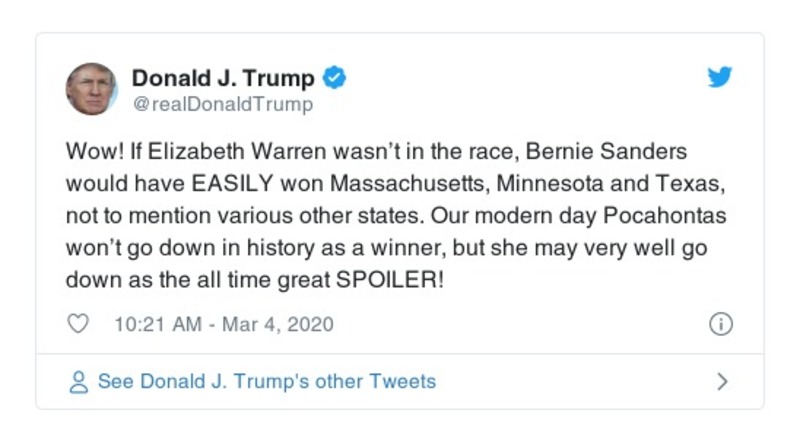 Donald J. Trump
@realDonaldTrump
Wow! If Elizabeth Warren wasn’t in the race, Bernie Sanders
would have EASILY won Massachusetts, Minnesota and Texas,
not to mention various other states. Our modern day Pocahontas
won’t go down in history as a winner, but she may very well go
down as the all time great SPOILER!
10:21 AM - Mar 4, 2020
See Donald J. Trump's other Tweets